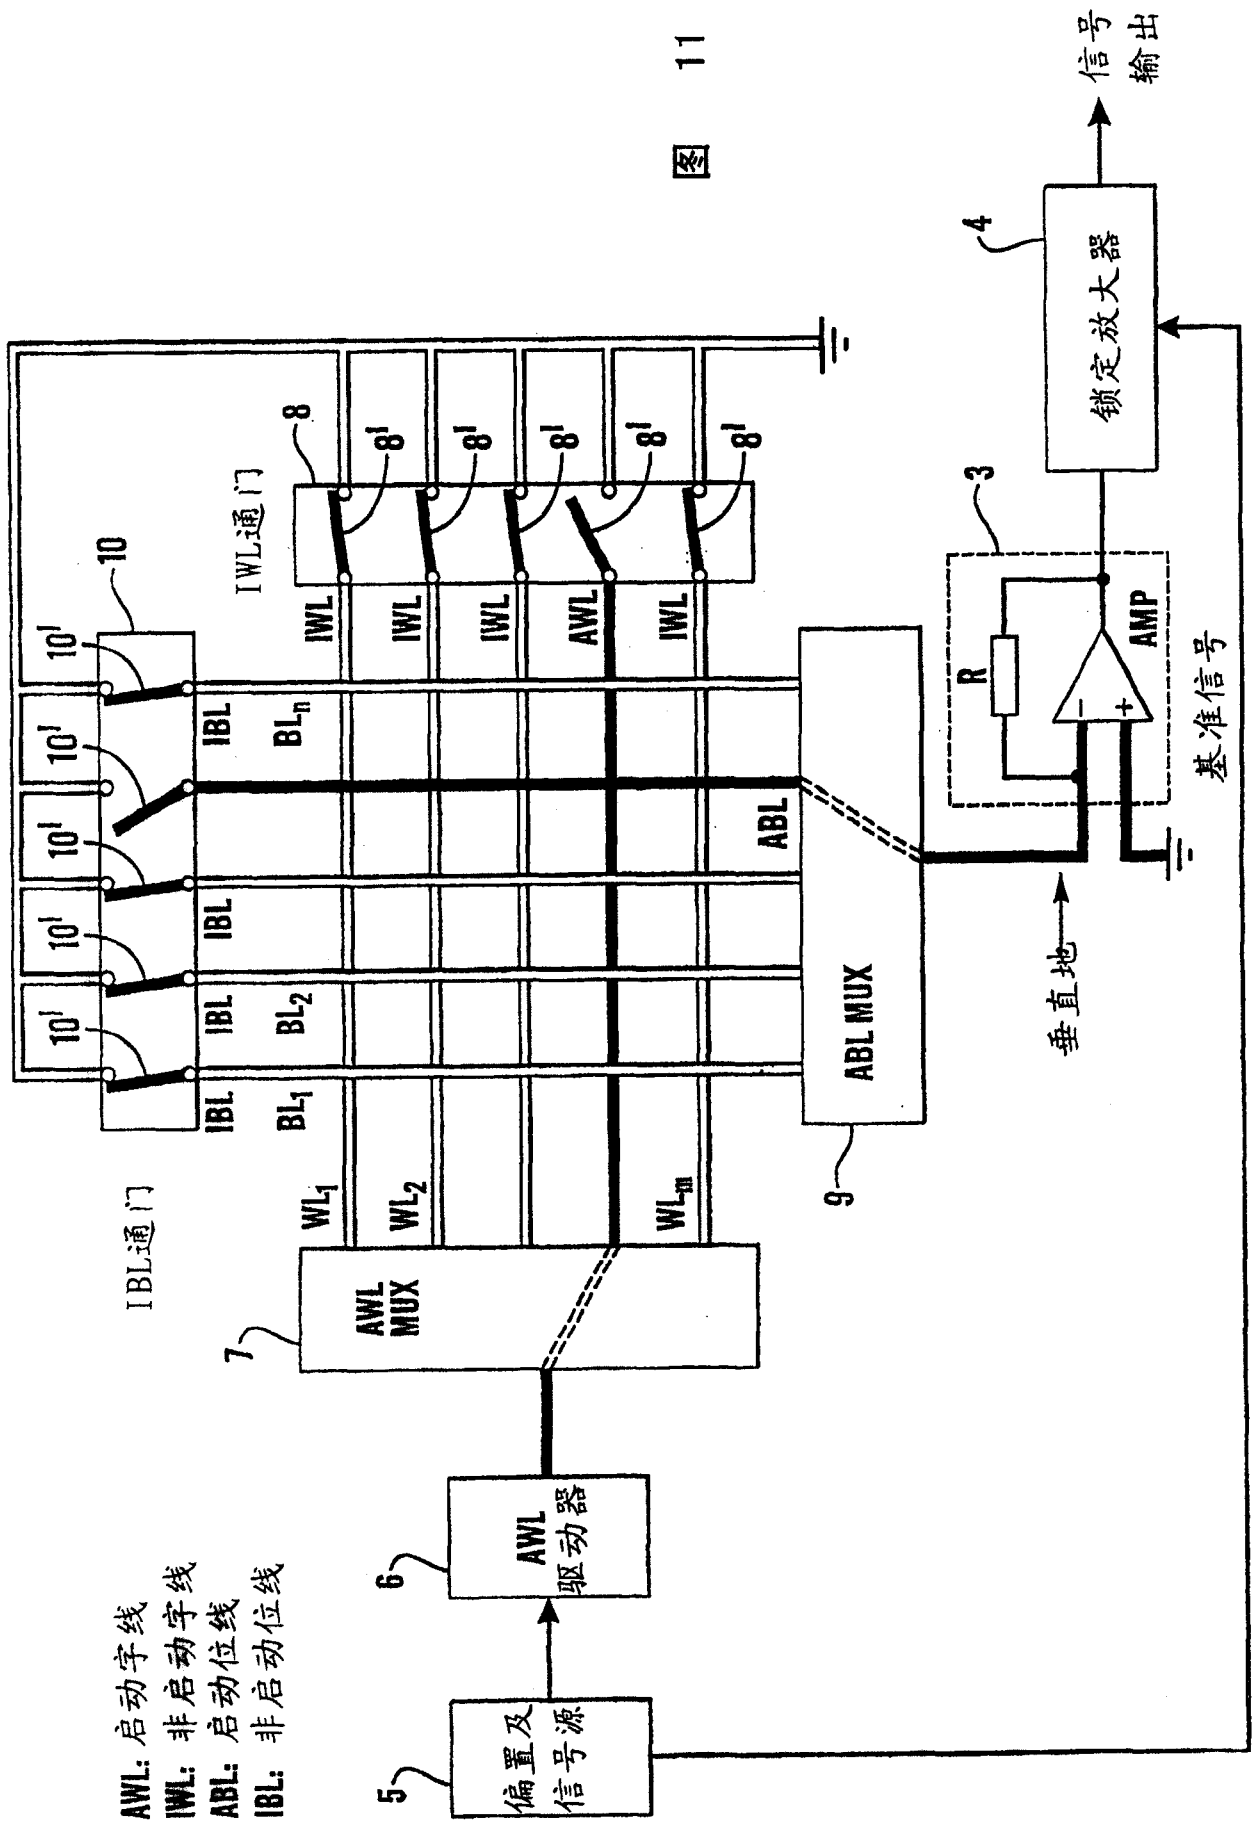 AWL: 启动字线
IWL: 非启动字线
ABL: 启动位线
IBL: 非启动位线
IBL通门
10
10'
10'
10'
10'
10'
IWL通门
8
8'
8'
8'
8'
8'
IBL
IBL
IBL
IBL
BL1
BL2
BLn
IWL
IWL
IWL
AWL
IWL
WL1
WL2
WLm
7
AWL
MUX
ABL
ABL MUX
9
5
偏置及
信号源
6
AWL
驱动器
垂直地
3
R
−
+
AMP
4
锁定放大器
基准信号
信号
输出
图 11